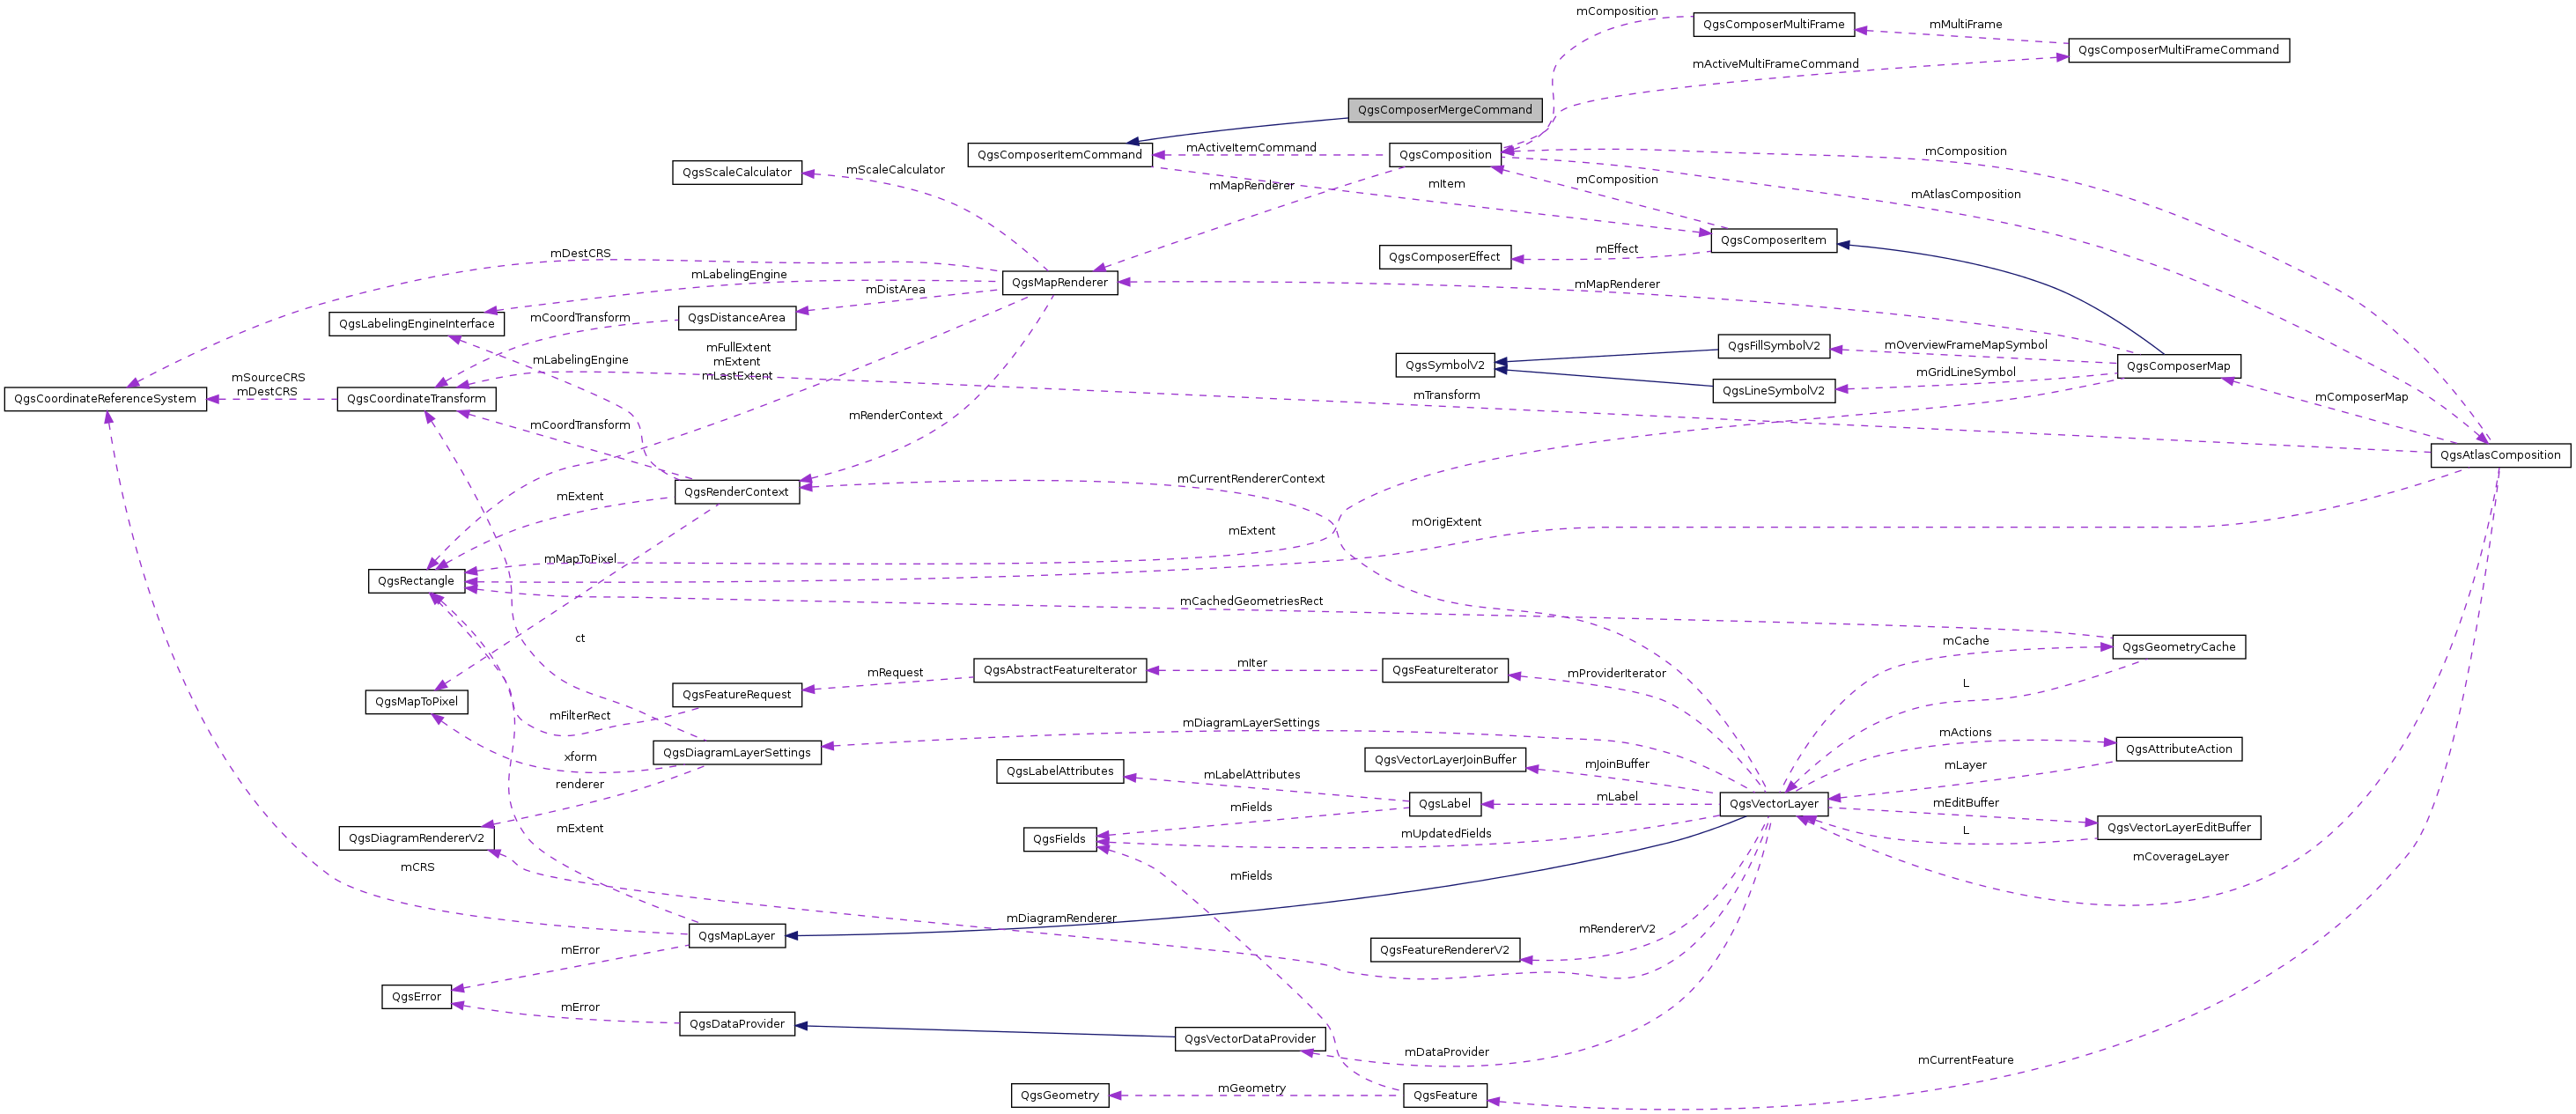 mComposition
QgsComposerMultiFrame
mMultiFrame
QgsComposerMultiFrameCommand
mActiveMultiFrameCommand
QgsComposerMergeCommand
QgsComposerItemCommand
mActiveItemCommand
QgsComposition
mComposition
QgsScaleCalculator
mScaleCalculator
mMapRenderer
mItem
mComposition
mAtlasComposition
QgsComposerItem
mDestCRS
mEffect
QgsComposerEffect
mLabelingEngine
QgsMapRenderer
mMapRenderer
mDistArea
QgsLabelingEngineInterface
mCoordTransform
QgsDistanceArea
mFullExtent
mExtent
mLastExtent
mLabelingEngine
QgsFillSymbolV2
mOverviewFrameMapSymbol
QgsSymbolV2
QgsComposerMap
mGridLineSymbol
QgsLineSymbolV2
mSourceCRS
mDestCRS
QgsCoordinateReferenceSystem
QgsCoordinateTransform
mTransform
mComposerMap
mRenderContext
mCoordTransform
QgsAtlasComposition
mCurrentRendererContext
QgsRenderContext
mExtent
mOrigExtent
mExtent
mMapToPixel
QgsRectangle
mCachedGeometriesRect
ct
mCache
QgsGeometryCache
QgsAbstractFeatureIterator
mIter
QgsFeatureIterator
mProviderIterator
mRequest
QgsFeatureRequest
L
QgsMapToPixel
mFilterRect
mDiagramLayerSettings
mActions
QgsAttributeAction
QgsDiagramLayerSettings
xform
QgsVectorLayerJoinBuffer
mJoinBuffer
mLayer
QgsLabelAttributes
mLabelAttributes
renderer
mLabel
QgsLabel
QgsVectorLayer
mEditBuffer
mFields
QgsVectorLayerEditBuffer
mExtent
QgsDiagramRendererV2
QgsFields
mUpdatedFields
L
mCoverageLayer
mCRS
mFields
mDiagramRenderer
mRendererV2
QgsMapLayer
mError
QgsFeatureRendererV2
QgsError
mError
QgsDataProvider
QgsVectorDataProvider
mDataProvider
mCurrentFeature
QgsGeometry
mGeometry
QgsFeature